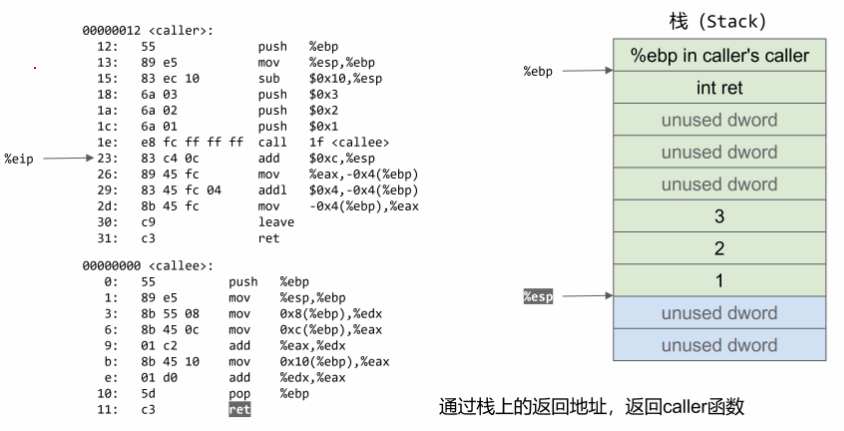 00000012 <caller>:
12: 55 push %ebp
13: 89 e5 mov %esp,%ebp
15: 83 ec 10 sub $0x10,%esp
18: 6a 03 push $0x3
1a: 6a 02 push $0x2
1c: 6a 01 push $0x1
1e: e8 fc ff ff ff call 1f <callee>
%eip 23: 83 c4 0c add $0xc,%esp
26: 89 45 fc mov %eax,-0x4(%ebp)
29: 83 45 fc 04 addl $0x4,-0x4(%ebp)
2d: 8b 45 fc mov -0x4(%ebp),%eax
30: c9 leave
31: c3 ret
00000000 <callee>:
0: 55 push %ebp
1: 89 e5 mov %esp,%ebp
3: 8b 55 08 mov 0x8(%ebp),%edx
6: 8b 45 0c mov 0xc(%ebp),%eax
9: 01 c2 add %eax,%edx
b: 8b 45 10 mov 0x10(%ebp),%eax
e: 01 d0 add %edx,%eax
10: 5d pop %ebp
11: c3 ret
栈（Stack）
%ebp %ebp in caller's caller
int ret
unused dword
unused dword
unused dword
3
2
1
%esp
unused dword
unused dword
通过栈上的返回地址，返回caller函数